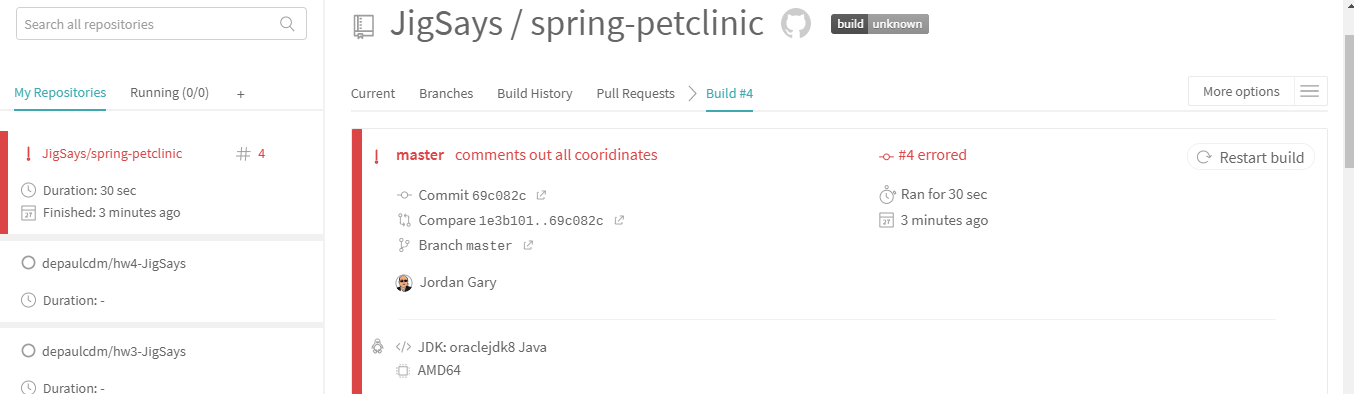 Search all repositories
My Repositories Running (0/0) +
JigSays/spring-petclinic # 4
Duration: 30 sec
27 Finished: 3 minutes ago
depaulcdm/hw4-JigSays
Duration: -
depaulcdm/hw3-JigSays
Duration: -
JigSays / spring-petclinic build unknown
Current Branches Build History Pull Requests Build #4 More options
! master comments out all cooridinates #4 errored Restart build
Commit 69c082c Ran for 30 sec
Compare 1e3b101..69c082c 27 3 minutes ago
Branch master
Jordan Gary
</> JDK: oraclejdk8 Java
AMD64